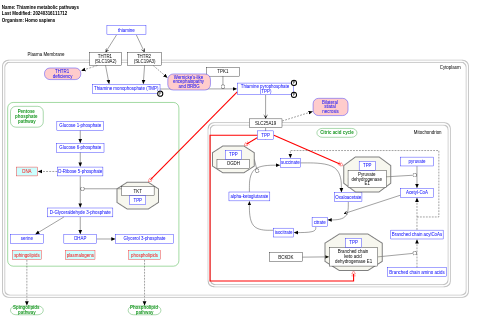 Name: Thiamine metabolic pathways
Last Modified: 20240316111712
Organism: Homo sapiens
thiamine
Plasma Membrane
THTR1
(SLC19A2)
THTR2
(SLC19A3)
Cytoplasm
THTR1
deficiency
Wernicke's-like
encephalopathy
and BRBG
TPK1
Thiamine monophosphate (TMP)
P
Thiamine pyrophosphate
(TPP)
P
P
Bilateral
striatal
necrosis
SLC25A19
Pentose
phosphate
pathway
Glucose 1-phosphate
Glucose 6-phosphate
DNA
D-Ribose 5-phosphate
TKT
TPP
D-Glyceraldehyde 3-phosphate
serine
DHAP
Glycerol 3-phosphate
sphingolipids
plasmalogens
phospholipids
Sphingolipids
pathway
Phospholipid
pathway
TPP
Citric acid cycle
Mitochondrion
TPP
OGDH
succinate
TPP
Pyruvate
dehydrogenase
E1
pyruvate
Acetyl-CoA
alpha-ketoglutarate
Oxaloacetate
citrate
isocitrate
Branched chain acylCoAs
TPP
BCKDK
Branched chain
keto acid
dehydrogenase E1
Branched chain amino acids